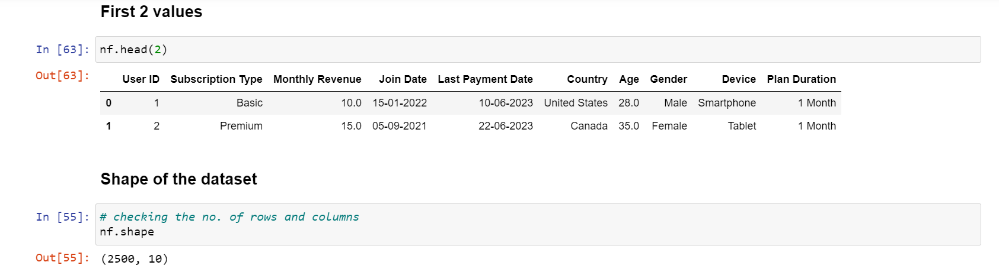 First 2 values
In [63]: nf.head(2)
Out[63]:
User ID Subscription Type Monthly Revenue Join Date Last Payment Date Country Age Gender Device Plan Duration
0 1 Basic 10.0 15-01-2022 10-06-2023 United States 28.0 Male Smartphone 1 Month
1 2 Premium 15.0 05-09-2021 22-06-2023 Canada 35.0 Female Tablet 1 Month
Shape of the dataset
In [55]: # checking the no. of rows and columns
nf.shape
Out[55]: (2500, 10)